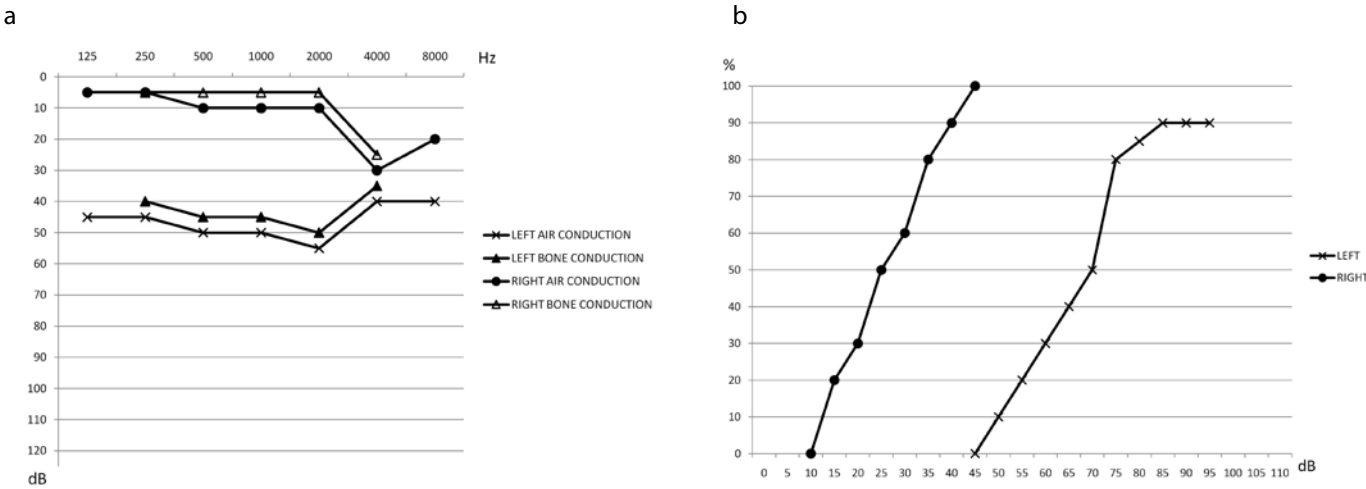 a
125 250 500 1000 2000 4000 8000 Hz
0
10
20
30
40
50
60
70
80
90
100
110
120
dB
LEFT AIR CONDUCTION
LEFT BONE CONDUCTION
RIGHT AIR CONDUCTION
RIGHT BONE CONDUCTION
b
%
100
90
80
70
60
50
40
30
20
10
0
0 5 10 15 20 25 30 35 40 45 50 55 60 65 70 75 80 85 90 95 100 105 110 dB
LEFT
RIGHT